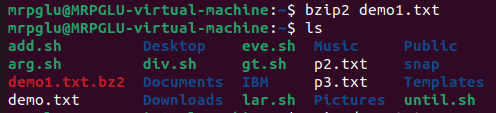 mrpglu@MRPGLU-virtual-machine:~$ bzip2 demo1.txt
mrpglu@MRPGLU-virtual-machine:~$ ls
add.sh Desktop eve.sh Music Public
arg.sh div.sh gt.sh p2.txt snap
demo1.txt.bz2 Documents IBM p3.txt Templates
demo.txt Downloads lar.sh Pictures until.sh